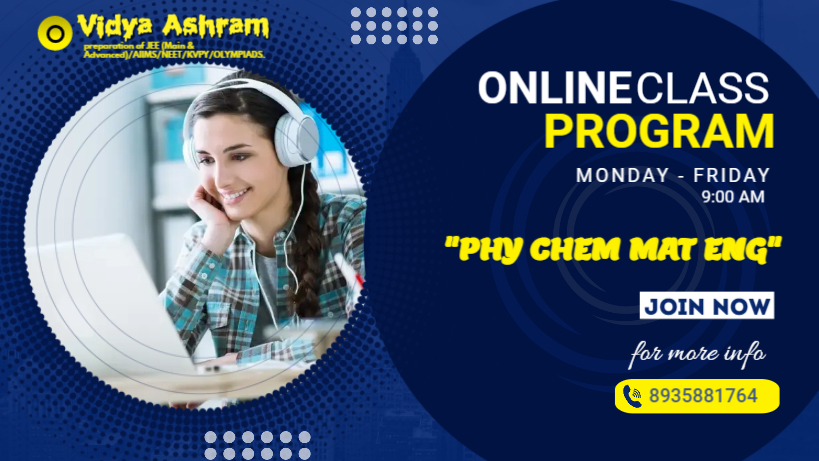 Vidya Ashram
preparation of JEE (Main &
Advanced)/AIIMS/NEET/KVPY/OLYMPIADS.
ONLINE CLASS
PROGRAM
MONDAY - FRIDAY
9:00 AM
"PHY CHEM MAT ENG"
JOIN NOW
for more info
8935881764